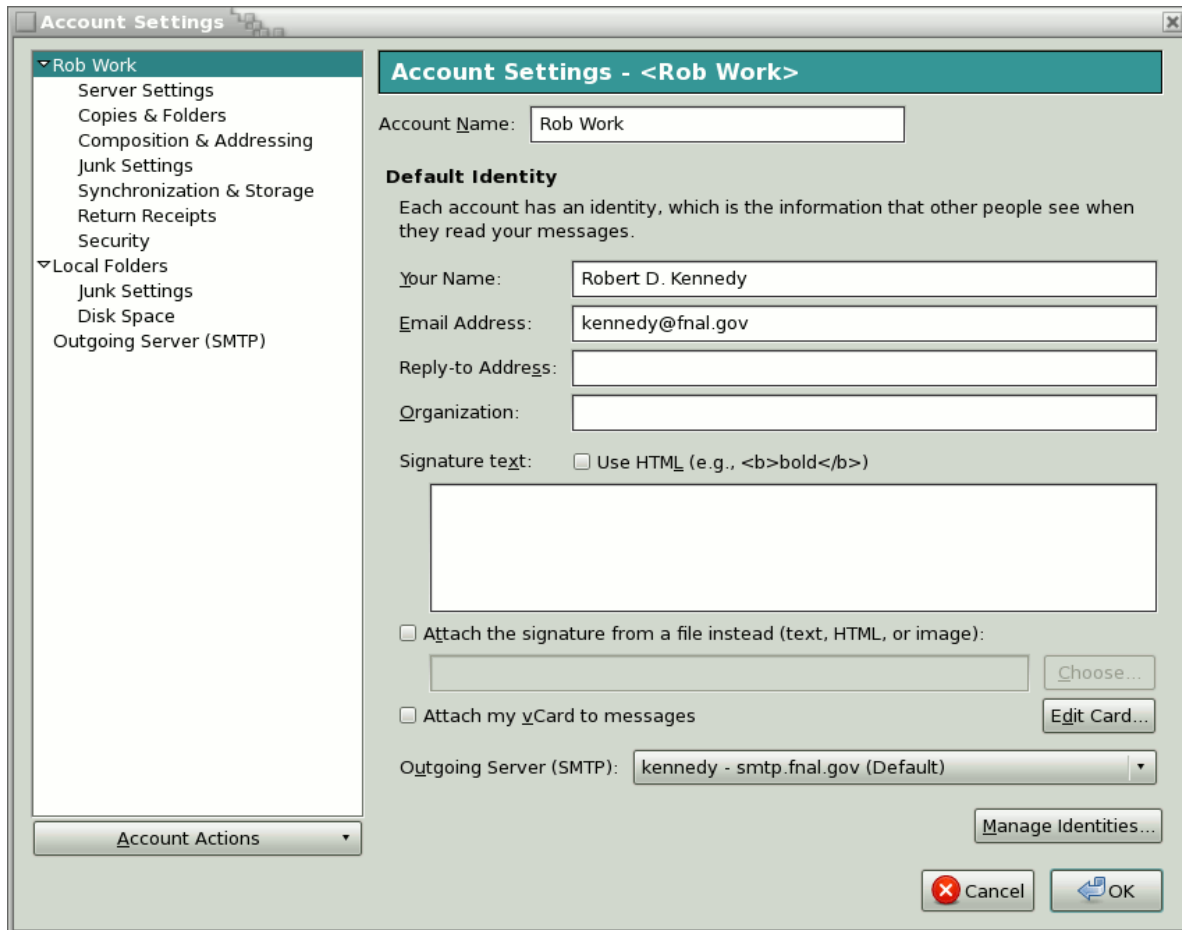 Account Settings
Rob Work
Server Settings
Copies & Folders
Composition & Addressing
Junk Settings
Synchronization & Storage
Return Receipts
Security
Local Folders
Junk Settings
Disk Space
Outgoing Server (SMTP)
Account Actions
Account Settings - <Rob Work>
Account Name: Rob Work
Default Identity
Each account has an identity, which is the information that other people see when
they read your messages.
Your Name: Robert D. Kennedy
Email Address: kennedy@fnal.gov
Reply-to Address:
Organization:
Signature text: Use HTML (e.g., <b>bold</b>)
Attach the signature from a file instead (text, HTML, or image):
Choose...
Attach my vCard to messages
Edit Card...
Outgoing Server (SMTP): kennedy - smtp.fnal.gov (Default)
Manage Identities...
Cancel
OK